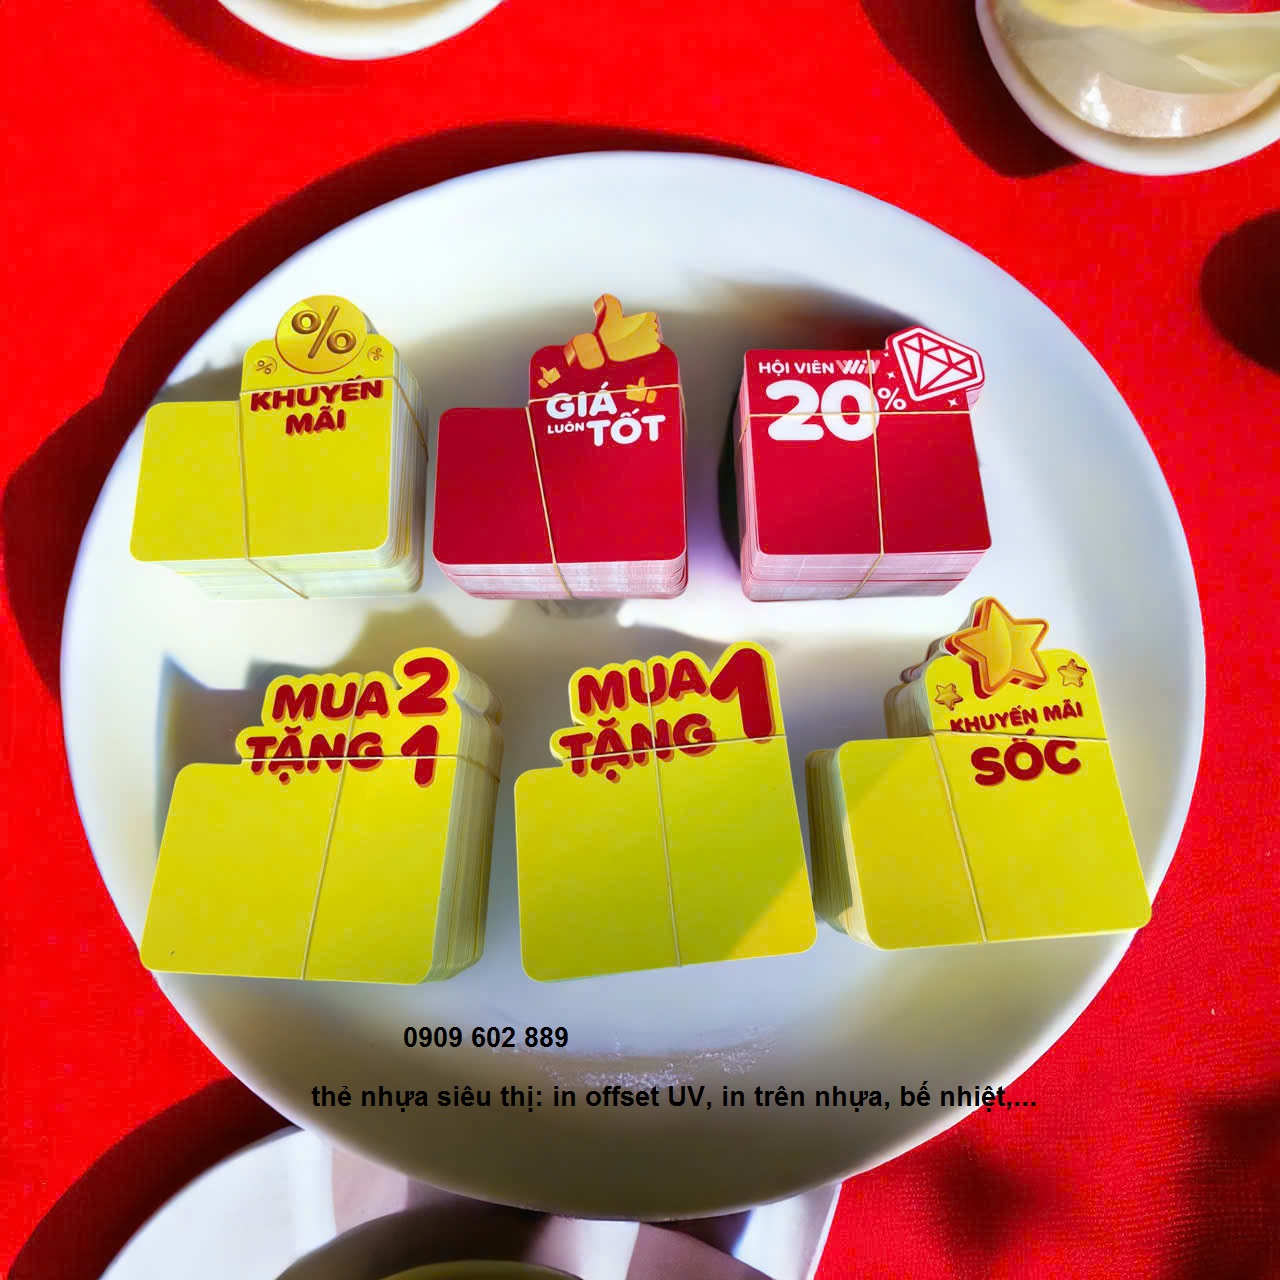 %
% %
KHUYẾN
MÃI
GIÁ
LUÔN TỐT
HỘI VIÊN WiN
20%
MUA 2
TẶNG 1
MUA 1
TẶNG
KHUYẾN MÃI
SỐC
0909 602 889
thẻ nhựa siêu thị: in offset UV, in trên nhựa, bế nhiệt,...